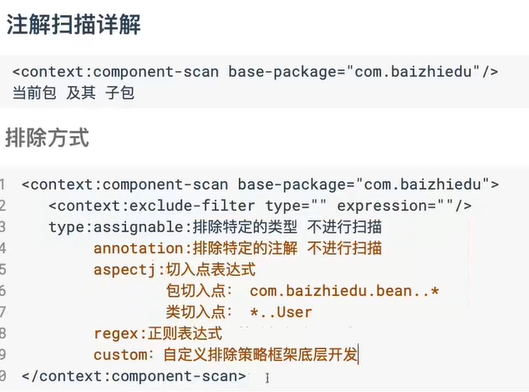 注解扫描详解
<context:component-scan base-package="com.baizhiedu"/>
当前包 及其 子包
排除方式
1 <context:component-scan base-package="com.baizhiedu">
2 <context:exclude-filter type="" expression=""/>
3 type:assignable:排除特定的类型 不进行扫描
4 annotation:排除特定的注解 不进行扫描
5 aspectj:切入点表达式
6 包切入点: com.baizhiedu.bean..*
7 类切入点: *..User
8 regex:正则表达式
9 custom: 自定义排除策略框架底层开发
0 </context:component-scan>